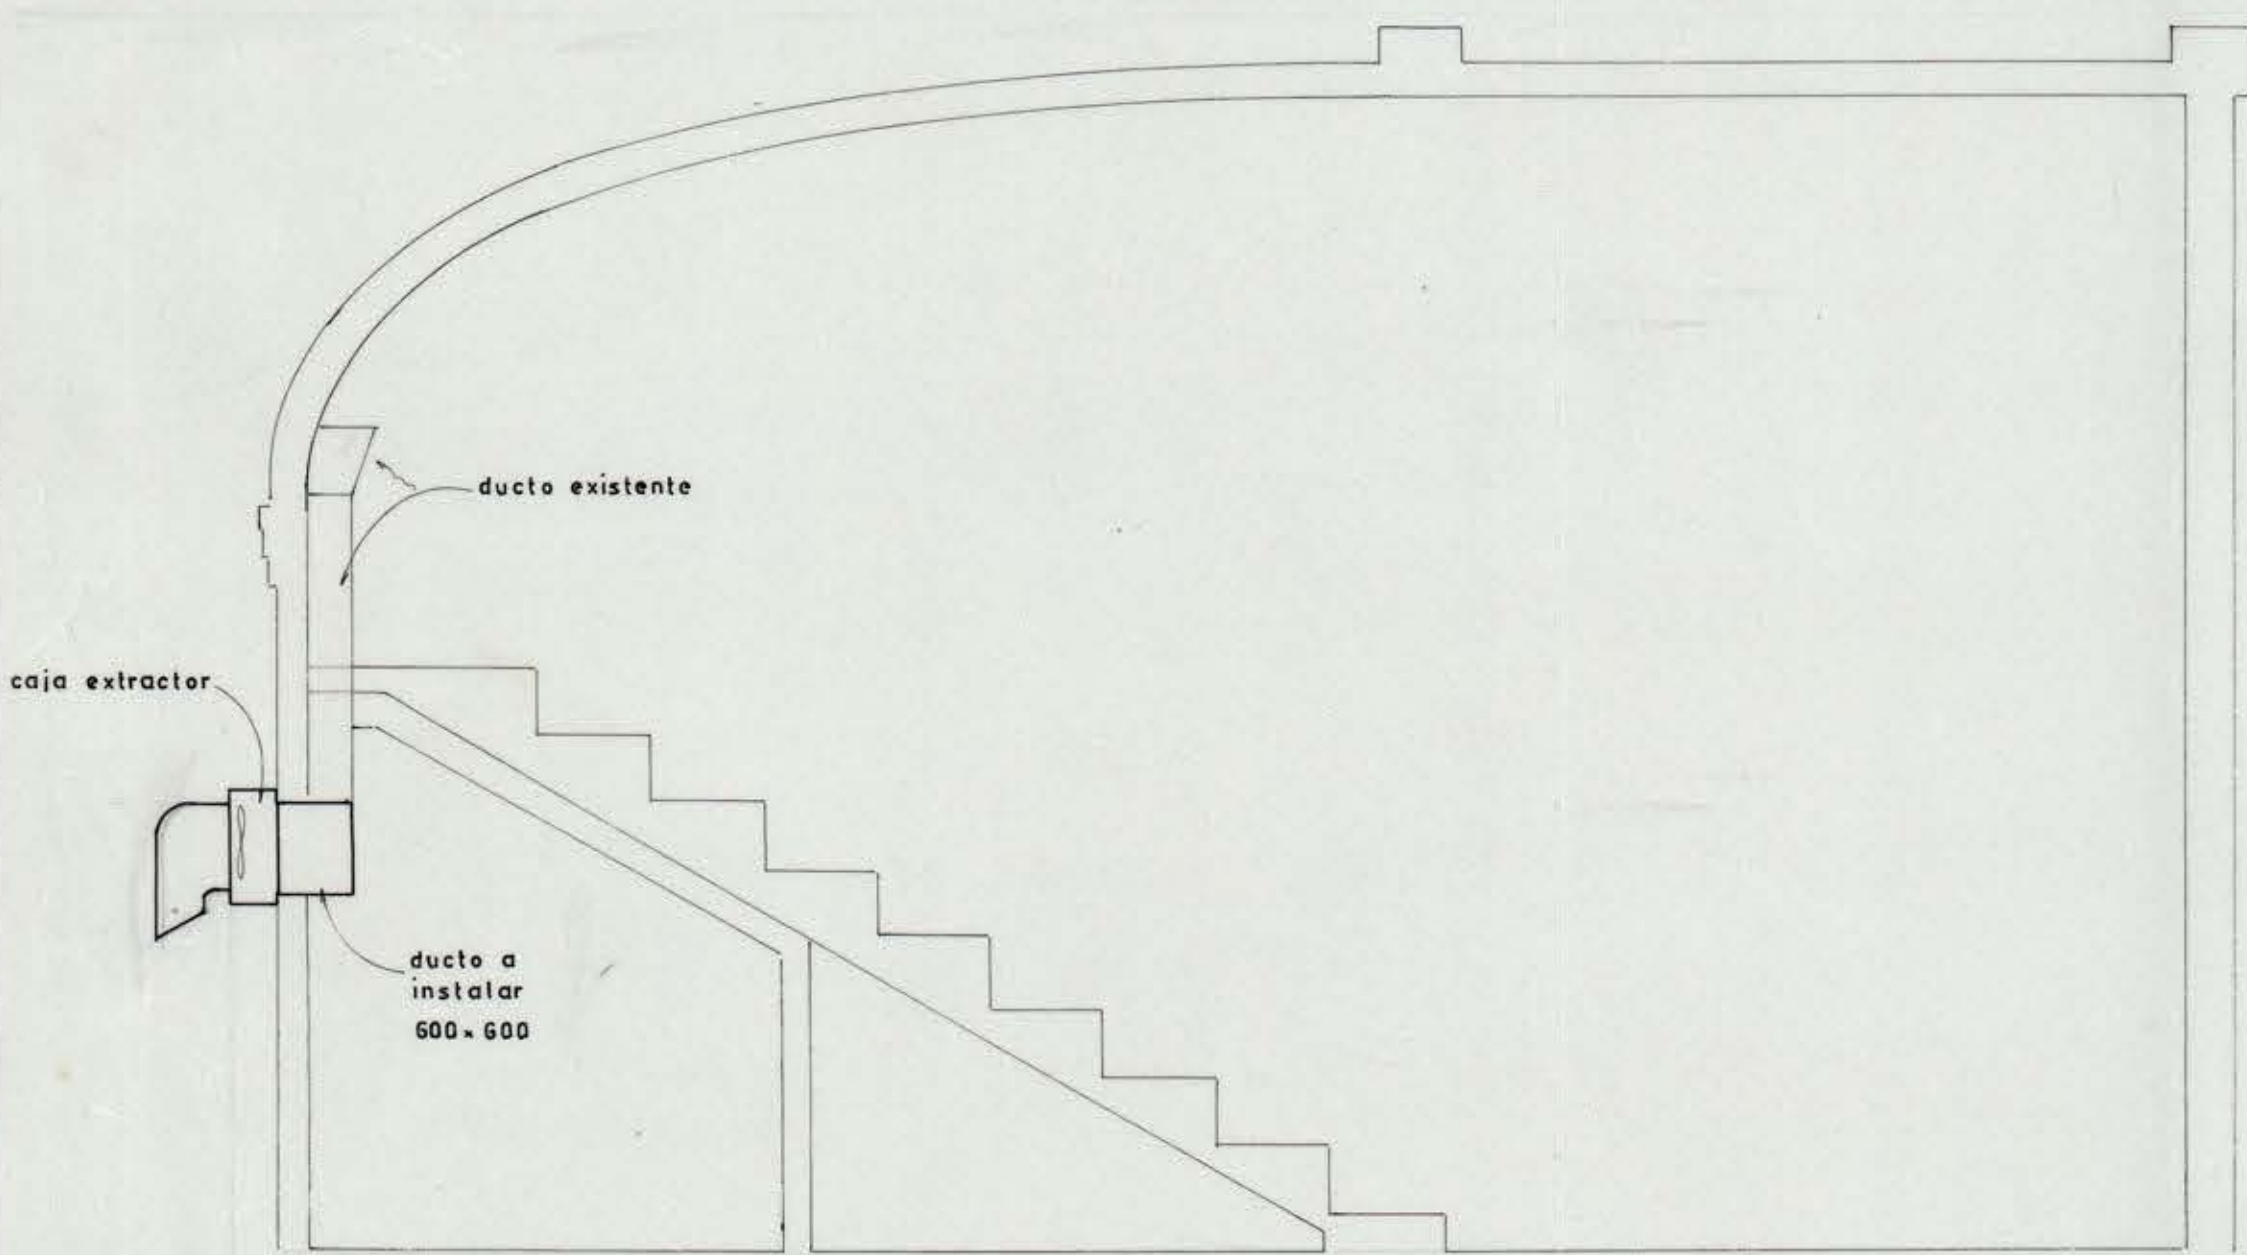 ducto existente
caja extractor
ducto a
instalar
600 x 600